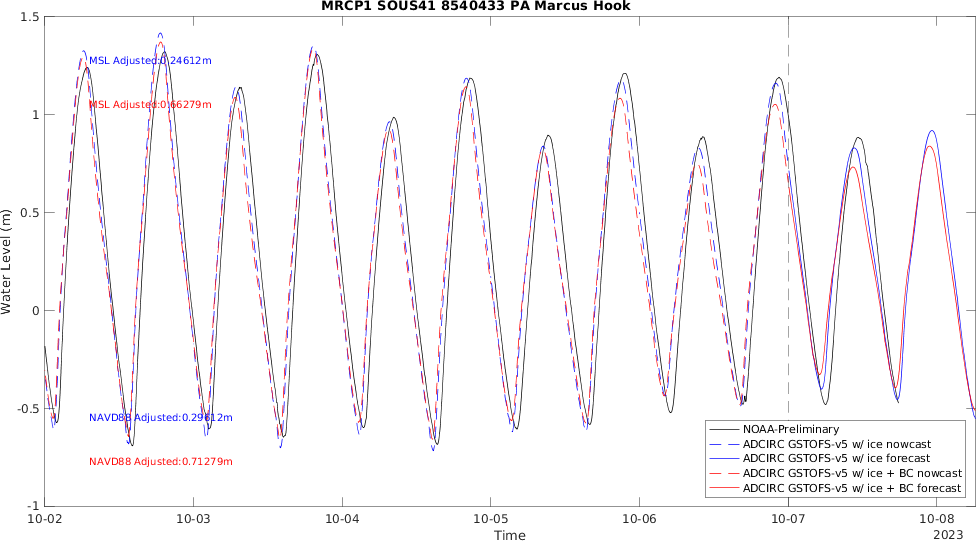 MRCP1 SOUS41 8540433 PA Marcus Hook
1.5
MSL Adjusted:0.24612m
MSL Adjusted:0.66279m
1
0.5
Water Level (m)
0
-0.5
NAVD88 Adjusted:0.29612m
NAVD88 Adjusted:0.71279m
NOAA-Preliminary
ADCIRC GSTOFS-v5 w/ ice nowcast
ADCIRC GSTOFS-v5 w/ ice forecast
ADCIRC GSTOFS-v5 w/ ice + BC nowcast
ADCIRC GSTOFS-v5 w/ ice + BC forecast
-1
10-02 10-03 10-04 10-05 10-06 10-07 10-08
Time
2023